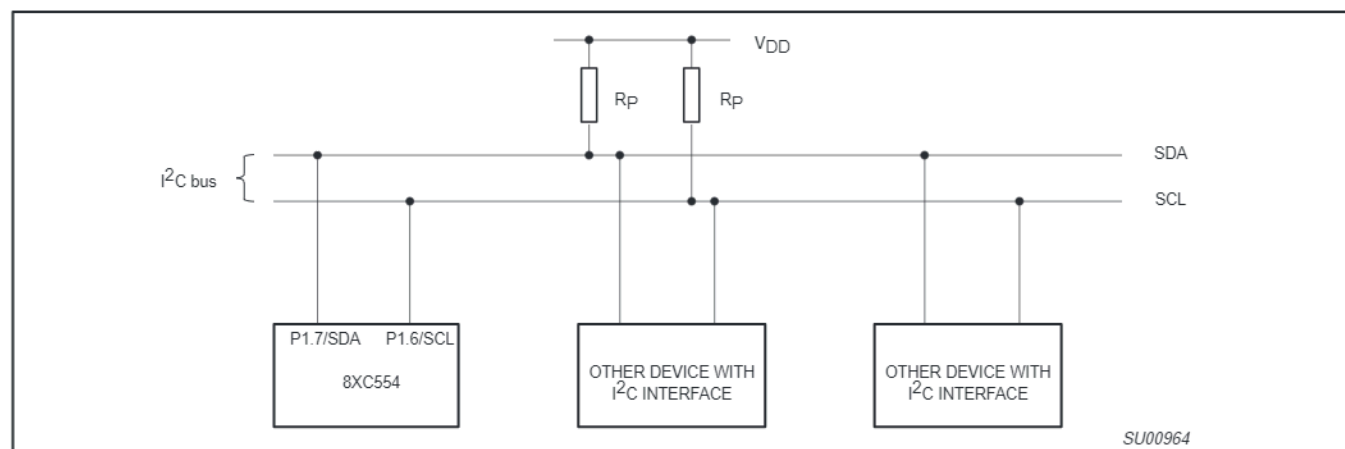 VDD
RP RP
SDA
I2C bus
SCL
P1.7/SDA P1.6/SCL
8XC554
OTHER DEVICE WITH
I2C INTERFACE
OTHER DEVICE WITH
I2C INTERFACE
SU00964